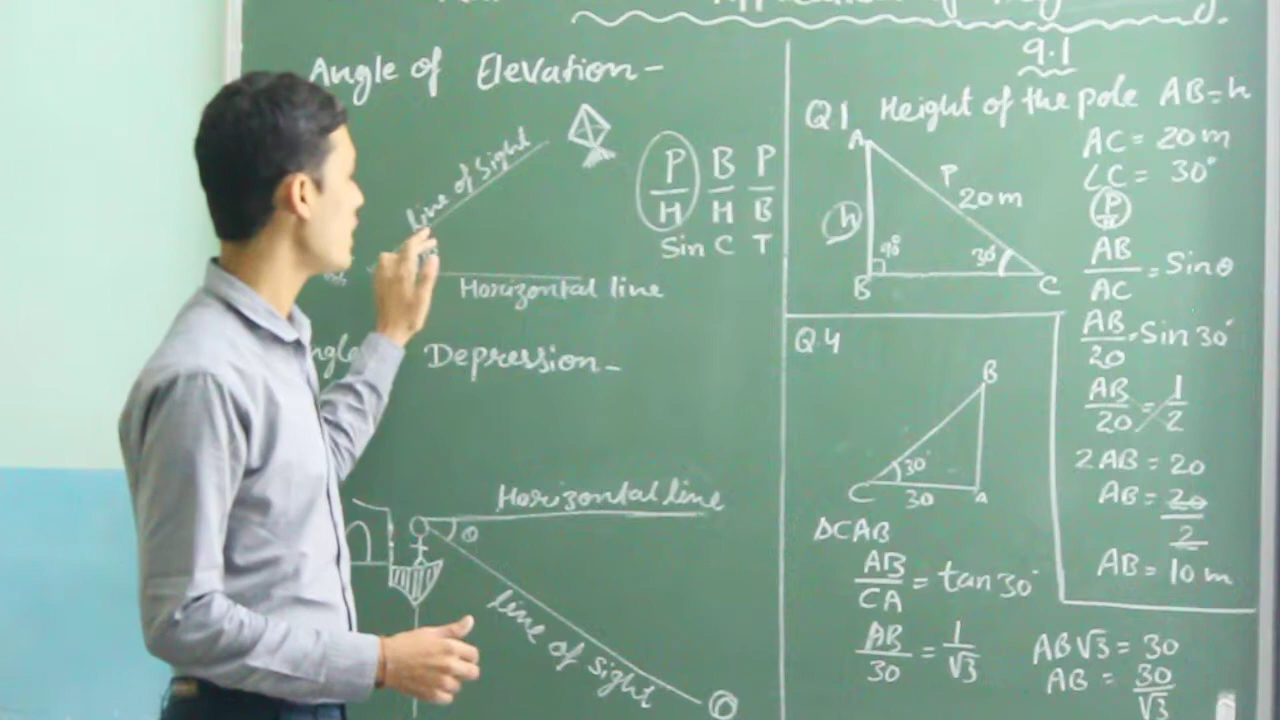 9.1
Angle of Elevation-
Line of Sight
P B P
H H B
Sin C T
Horizontal line
Depression-
Horizontal line
θ
line of sight
Q1 Height of the pole AB=h
A
P
20m
h
90°
30°
B
C
AC = 20m
∠C = 30°
P
H
AB/AC = Sinθ
AB/20 = Sin 30°
AB/20 = 1/2
2AB = 20
AB = 20/2
AB = 10 m
Q4
B
30°
C
30
A
ΔCAB
AB/CA = tan 30°
AB/30 = 1/√3
AB√3 = 30
AB = 30/√3